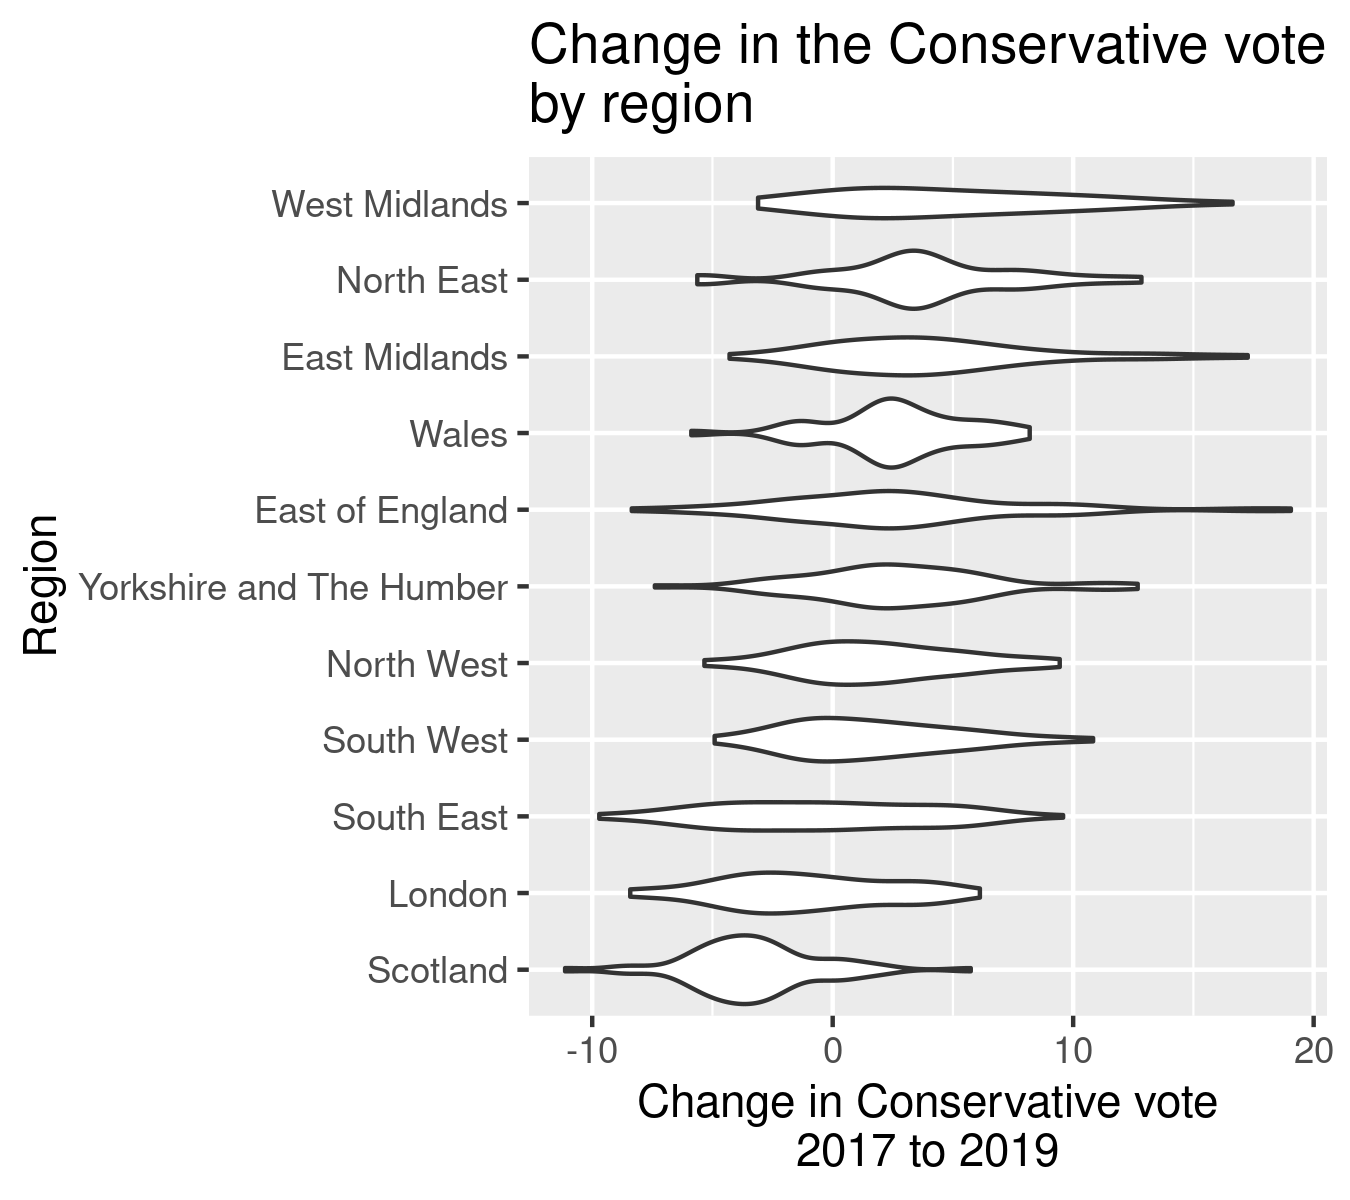 Change in the Conservative vote
by region
West Midlands
North East
East Midlands
Wales
East of England
Yorkshire and The Humber
North West
South West
South East
London
Scotland
Region
-10 0 10 20
Change in Conservative vote
2017 to 2019